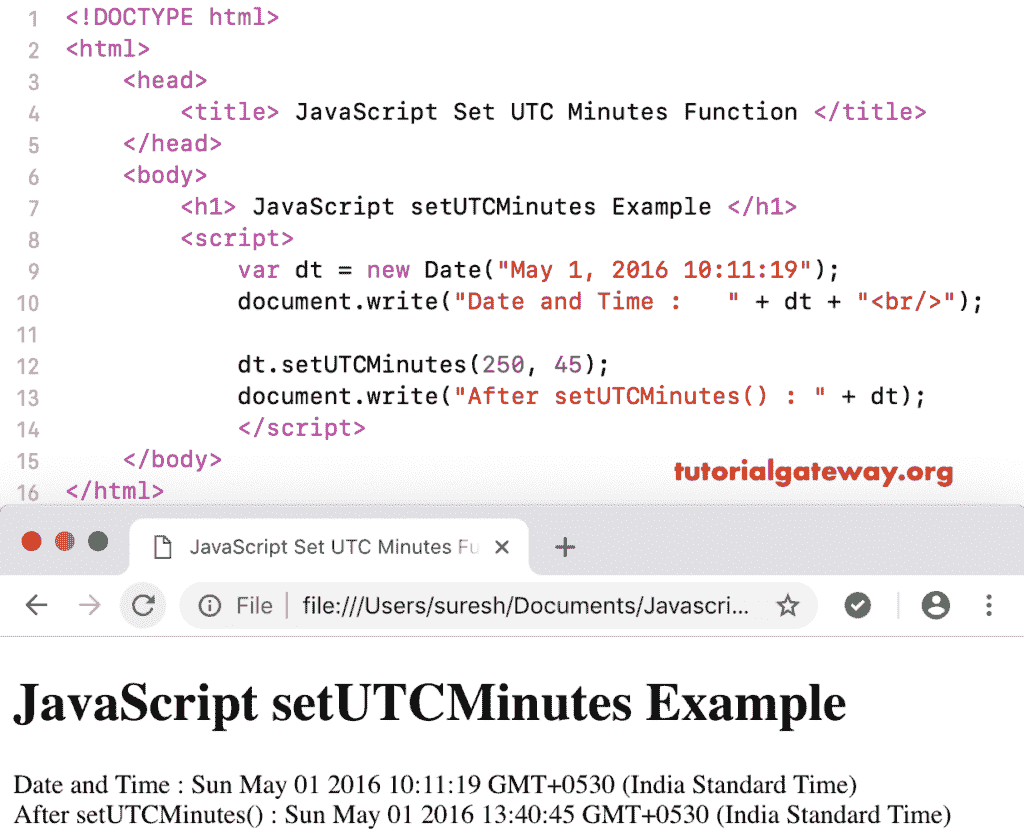 1 <!DOCTYPE html>
2 <html>
3 <head>
4 <title> JavaScript Set UTC Minutes Function </title>
5 </head>
6 <body>
7 <h1> JavaScript setUTCMinutes Example </h1>
8 <script>
9 var dt = new Date("May 1, 2016 10:11:19");
10 document.write("Date and Time :   " + dt + "<br/>");
11
12 dt.setUTCMinutes(250, 45);
13 document.write("After setUTCMinutes() : " + dt);
14 </script>
15 </body>
tutorialgateway.org
16 </html>
JavaScript Set UTC Minutes Fu
File file:///Users/suresh/Documents/Javascri...
JavaScript setUTCMinutes Example
Date and Time : Sun May 01 2016 10:11:19 GMT+0530 (India Standard Time)
After setUTCMinutes() : Sun May 01 2016 13:40:45 GMT+0530 (India Standard Time)